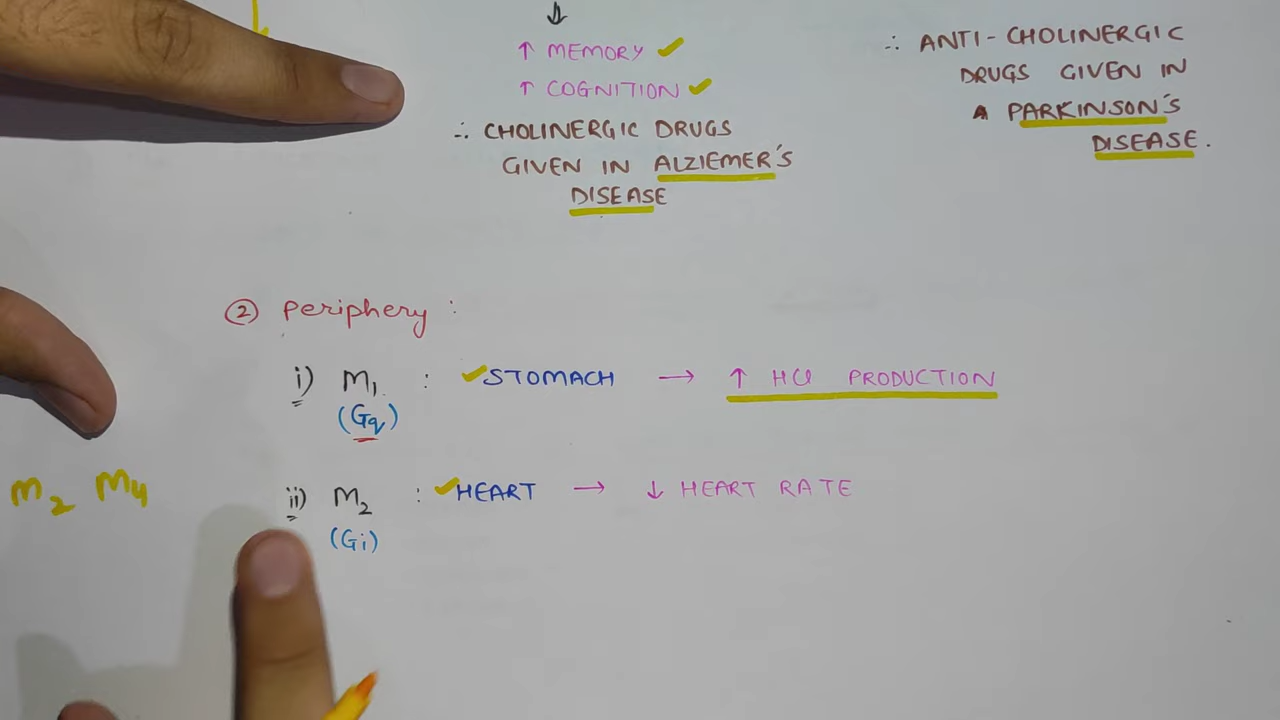 ↓
↑ MEMORY ✓
↑ COGNITION ✓
∴ CHOLINERGIC DRUGS
GIVEN IN ALZIEMER'S
DISEASE
∴ ANTI-CHOLINERGIC
DRUGS GIVEN IN
PARKINSON'S
DISEASE.
② Periphery :
i) M₁ : ✓STOMACH → ↑ HCl PRODUCTION
(Gq)
M₂ M₄
ii) M₂ : ✓HEART → ↓ HEART RATE
(Gi)